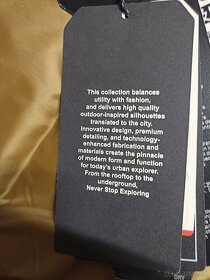 This collection balances
utility with fashion,
and delivers high quality
outdoor-inspired silhouettes
translated to the city.
Innovative design, premium
detailing, and technology-
enhanced fabrication and
materials create the pinnacle
of modern form and function
for today's urban explorer.
From the rooftop to the
underground,
Never Stop Exploring
DRY